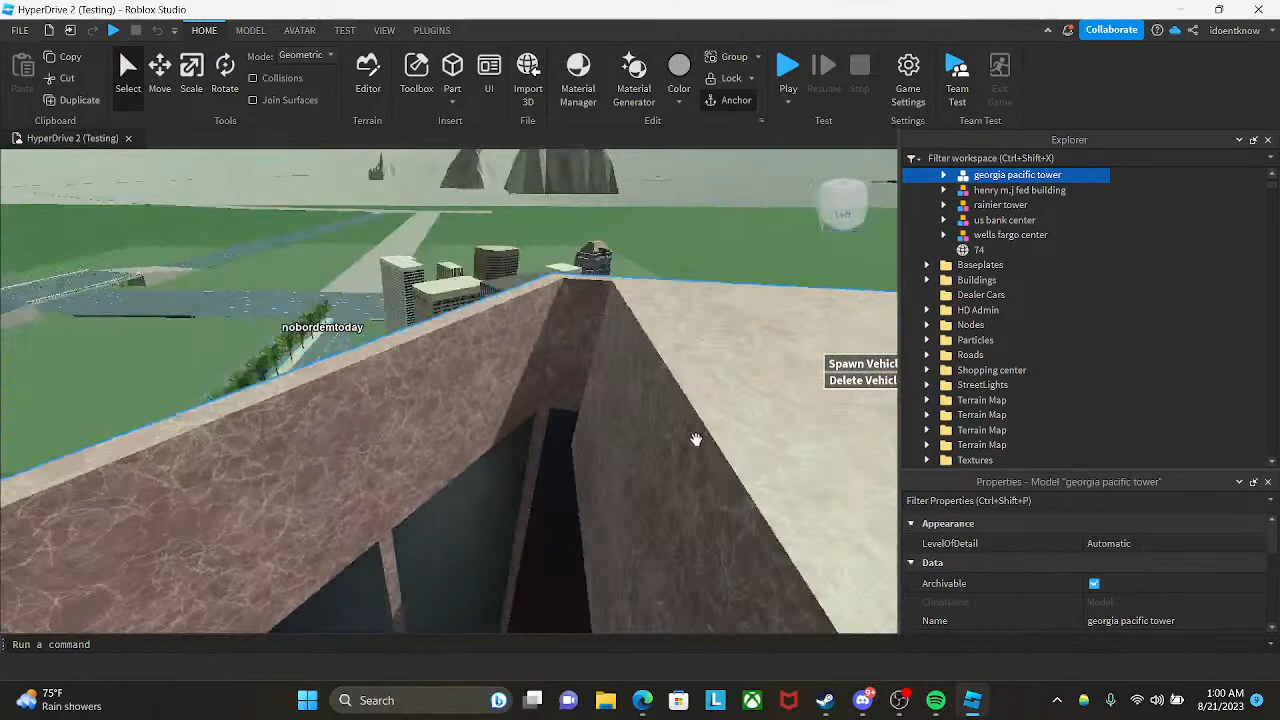 HyperDrive 2 (Testing) - Roblox Studio
FILE HOME MODEL AVATAR TEST VIEW PLUGINS Collaborate idoentknow
Copy Mode: Geometric Group
Cut Collisions Lock
Paste Duplicate Select Move Scale Rotate Join Surfaces Editor Toolbox Part UI Import 3D Material Manager Material Generator Color Anchor Play Resume Stop Game Settings Team Test Exit Game
Clipboard Tools Terrain Insert File Edit Test Settings Team Test
HyperDrive 2 (Testing)
Left
nobordemtoday
Spawn Vehicl
Delete Vehicl
Explorer
Filter workspace (Ctrl+Shift+X)
georgia pacific tower
henry m.j fed building
rainier tower
us bank center
wells fargo center
74
Baseplates
Buildings
Dealer Cars
HD Admin
Nodes
Particles
Roads
Shopping center
StreetLights
Terrain Map
Terrain Map
Terrain Map
Terrain Map
Textures
Properties - Model "georgia pacific tower"
Filter Properties (Ctrl+Shift+P)
Appearance
LevelOfDetail Automatic
Data
Archivable
ClassName Model
Name georgia pacific tower
Run a command
75°F
Rain showers
Search
9+
1:00 AM
8/21/2023
9